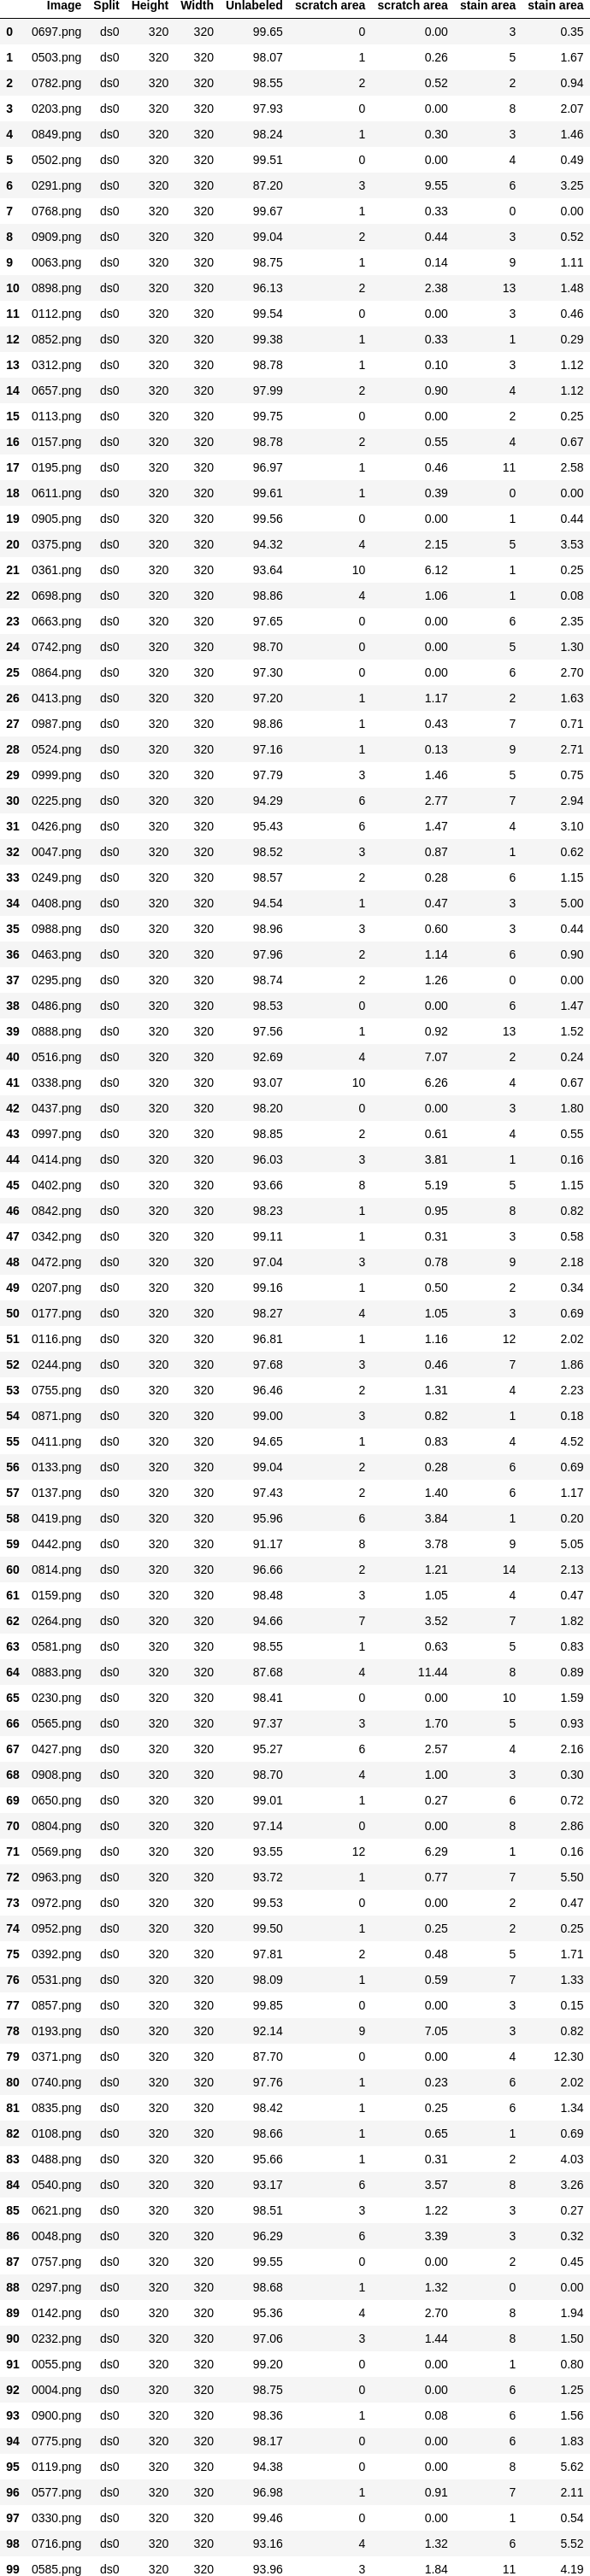 Image Split Height Width Unlabeled scratch area scratch area stain area stain area
0 0697.png ds0 320 320 99.65 0 0.00 3 0.35
1 0503.png ds0 320 320 98.07 1 0.26 5 1.67
2 0782.png ds0 320 320 98.55 2 0.52 2 0.94
3 0203.png ds0 320 320 97.93 0 0.00 8 2.07
4 0849.png ds0 320 320 98.24 1 0.30 3 1.46
5 0502.png ds0 320 320 99.51 0 0.00 4 0.49
6 0291.png ds0 320 320 87.20 3 9.55 6 3.25
7 0768.png ds0 320 320 99.67 1 0.33 0 0.00
8 0909.png ds0 320 320 99.04 2 0.44 3 0.52
9 0063.png ds0 320 320 98.75 1 0.14 9 1.11
10 0898.png ds0 320 320 96.13 2 2.38 13 1.48
11 0112.png ds0 320 320 99.54 0 0.00 3 0.46
12 0852.png ds0 320 320 99.38 1 0.33 1 0.29
13 0312.png ds0 320 320 98.78 1 0.10 3 1.12
14 0657.png ds0 320 320 97.99 2 0.90 4 1.12
15 0113.png ds0 320 320 99.75 0 0.00 2 0.25
16 0157.png ds0 320 320 98.78 2 0.55 4 0.67
17 0195.png ds0 320 320 96.97 1 0.46 11 2.58
18 0611.png ds0 320 320 99.61 1 0.39 0 0.00
19 0905.png ds0 320 320 99.56 0 0.00 1 0.44
20 0375.png ds0 320 320 94.32 4 2.15 5 3.53
21 0361.png ds0 320 320 93.64 10 6.12 1 0.25
22 0698.png ds0 320 320 98.86 4 1.06 1 0.08
23 0663.png ds0 320 320 97.65 0 0.00 6 2.35
24 0742.png ds0 320 320 98.70 0 0.00 5 1.30
25 0864.png ds0 320 320 97.30 0 0.00 6 2.70
26 0413.png ds0 320 320 97.20 1 1.17 2 1.63
27 0987.png ds0 320 320 98.86 1 0.43 7 0.71
28 0524.png ds0 320 320 97.16 1 0.13 9 2.71
29 0999.png ds0 320 320 97.79 3 1.46 5 0.75
30 0225.png ds0 320 320 94.29 6 2.77 7 2.94
31 0426.png ds0 320 320 95.43 6 1.47 4 3.10
32 0047.png ds0 320 320 98.52 3 0.87 1 0.62
33 0249.png ds0 320 320 98.57 2 0.28 6 1.15
34 0408.png ds0 320 320 94.54 1 0.47 3 5.00
35 0988.png ds0 320 320 98.96 3 0.60 3 0.44
36 0463.png ds0 320 320 97.96 2 1.14 6 0.90
37 0295.png ds0 320 320 98.74 2 1.26 0 0.00
38 0486.png ds0 320 320 98.53 0 0.00 6 1.47
39 0888.png ds0 320 320 97.56 1 0.92 13 1.52
40 0516.png ds0 320 320 92.69 4 7.07 2 0.24
41 0338.png ds0 320 320 93.07 10 6.26 4 0.67
42 0437.png ds0 320 320 98.20 0 0.00 3 1.80
43 0997.png ds0 320 320 98.85 2 0.61 4 0.55
44 0414.png ds0 320 320 96.03 3 3.81 1 0.16
45 0402.png ds0 320 320 93.66 8 5.19 5 1.15
46 0842.png ds0 320 320 98.23 1 0.95 8 0.82
47 0342.png ds0 320 320 99.11 1 0.31 3 0.58
48 0472.png ds0 320 320 97.04 3 0.78 9 2.18
49 0207.png ds0 320 320 99.16 1 0.50 2 0.34
50 0177.png ds0 320 320 98.27 4 1.05 3 0.69
51 0116.png ds0 320 320 96.81 1 1.16 12 2.02
52 0244.png ds0 320 320 97.68 3 0.46 7 1.86
53 0755.png ds0 320 320 96.46 2 1.31 4 2.23
54 0871.png ds0 320 320 99.00 3 0.82 1 0.18
55 0411.png ds0 320 320 94.65 1 0.83 4 4.52
56 0133.png ds0 320 320 99.04 2 0.28 6 0.69
57 0137.png ds0 320 320 97.43 2 1.40 6 1.17
58 0419.png ds0 320 320 95.96 6 3.84 1 0.20
59 0442.png ds0 320 320 91.17 8 3.78 9 5.05
60 0814.png ds0 320 320 96.66 2 1.21 14 2.13
61 0159.png ds0 320 320 98.48 3 1.05 4 0.47
62 0264.png ds0 320 320 94.66 7 3.52 7 1.82
63 0581.png ds0 320 320 98.55 1 0.63 5 0.83
64 0883.png ds0 320 320 87.68 4 11.44 8 0.89
65 0230.png ds0 320 320 98.41 0 0.00 10 1.59
66 0565.png ds0 320 320 97.37 3 1.70 5 0.93
67 0427.png ds0 320 320 95.27 6 2.57 4 2.16
68 0908.png ds0 320 320 98.70 4 1.00 3 0.30
69 0650.png ds0 320 320 99.01 1 0.27 6 0.72
70 0804.png ds0 320 320 97.14 0 0.00 8 2.86
71 0569.png ds0 320 320 93.55 12 6.29 1 0.16
72 0963.png ds0 320 320 93.72 1 0.77 7 5.50
73 0972.png ds0 320 320 99.53 0 0.00 2 0.47
74 0952.png ds0 320 320 99.50 1 0.25 2 0.25
75 0392.png ds0 320 320 97.81 2 0.48 5 1.71
76 0531.png ds0 320 320 98.09 1 0.59 7 1.33
77 0857.png ds0 320 320 99.85 0 0.00 3 0.15
78 0193.png ds0 320 320 92.14 9 7.05 3 0.82
79 0371.png ds0 320 320 87.70 0 0.00 4 12.30
80 0740.png ds0 320 320 97.76 1 0.23 6 2.02
81 0835.png ds0 320 320 98.42 1 0.25 6 1.34
82 0108.png ds0 320 320 98.66 1 0.65 1 0.69
83 0488.png ds0 320 320 95.66 1 0.31 2 4.03
84 0540.png ds0 320 320 93.17 6 3.57 8 3.26
85 0621.png ds0 320 320 98.51 3 1.22 3 0.27
86 0048.png ds0 320 320 96.29 6 3.39 3 0.32
87 0757.png ds0 320 320 99.55 0 0.00 2 0.45
88 0297.png ds0 320 320 98.68 1 1.32 0 0.00
89 0142.png ds0 320 320 95.36 4 2.70 8 1.94
90 0232.png ds0 320 320 97.06 3 1.44 8 1.50
91 0055.png ds0 320 320 99.20 0 0.00 1 0.80
92 0004.png ds0 320 320 98.75 0 0.00 6 1.25
93 0900.png ds0 320 320 98.36 1 0.08 6 1.56
94 0775.png ds0 320 320 98.17 0 0.00 6 1.83
95 0119.png ds0 320 320 94.38 0 0.00 8 5.62
96 0577.png ds0 320 320 96.98 1 0.91 7 2.11
97 0330.png ds0 320 320 99.46 0 0.00 1 0.54
98 0716.png ds0 320 320 93.16 4 1.32 6 5.52
99 0585.png ds0 320 320 93.96 3 1.84 11 4.19